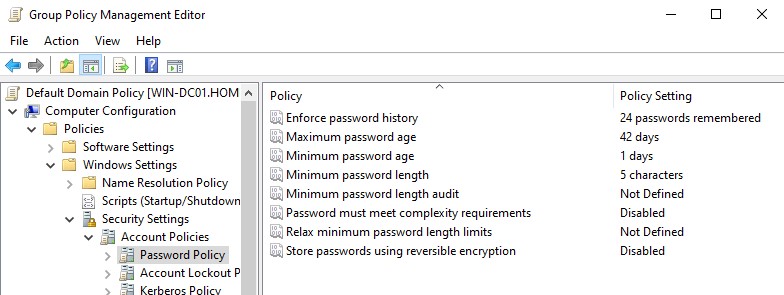 Group Policy Management Editor
File Action View Help
Default Domain Policy [WIN-DC01.HOM
Computer Configuration
Policies
Software Settings
Windows Settings
Name Resolution Policy
Scripts (Startup/Shutdown
Security Settings
Account Policies
Password Policy
Account Lockout P
Kerberos Policy
Policy Policy Setting
Enforce password history 24 passwords remembered
Maximum password age 42 days
Minimum password age 1 days
Minimum password length 5 characters
Minimum password length audit Not Defined
Password must meet complexity requirements Disabled
Relax minimum password length limits Not Defined
Store passwords using reversible encryption Disabled